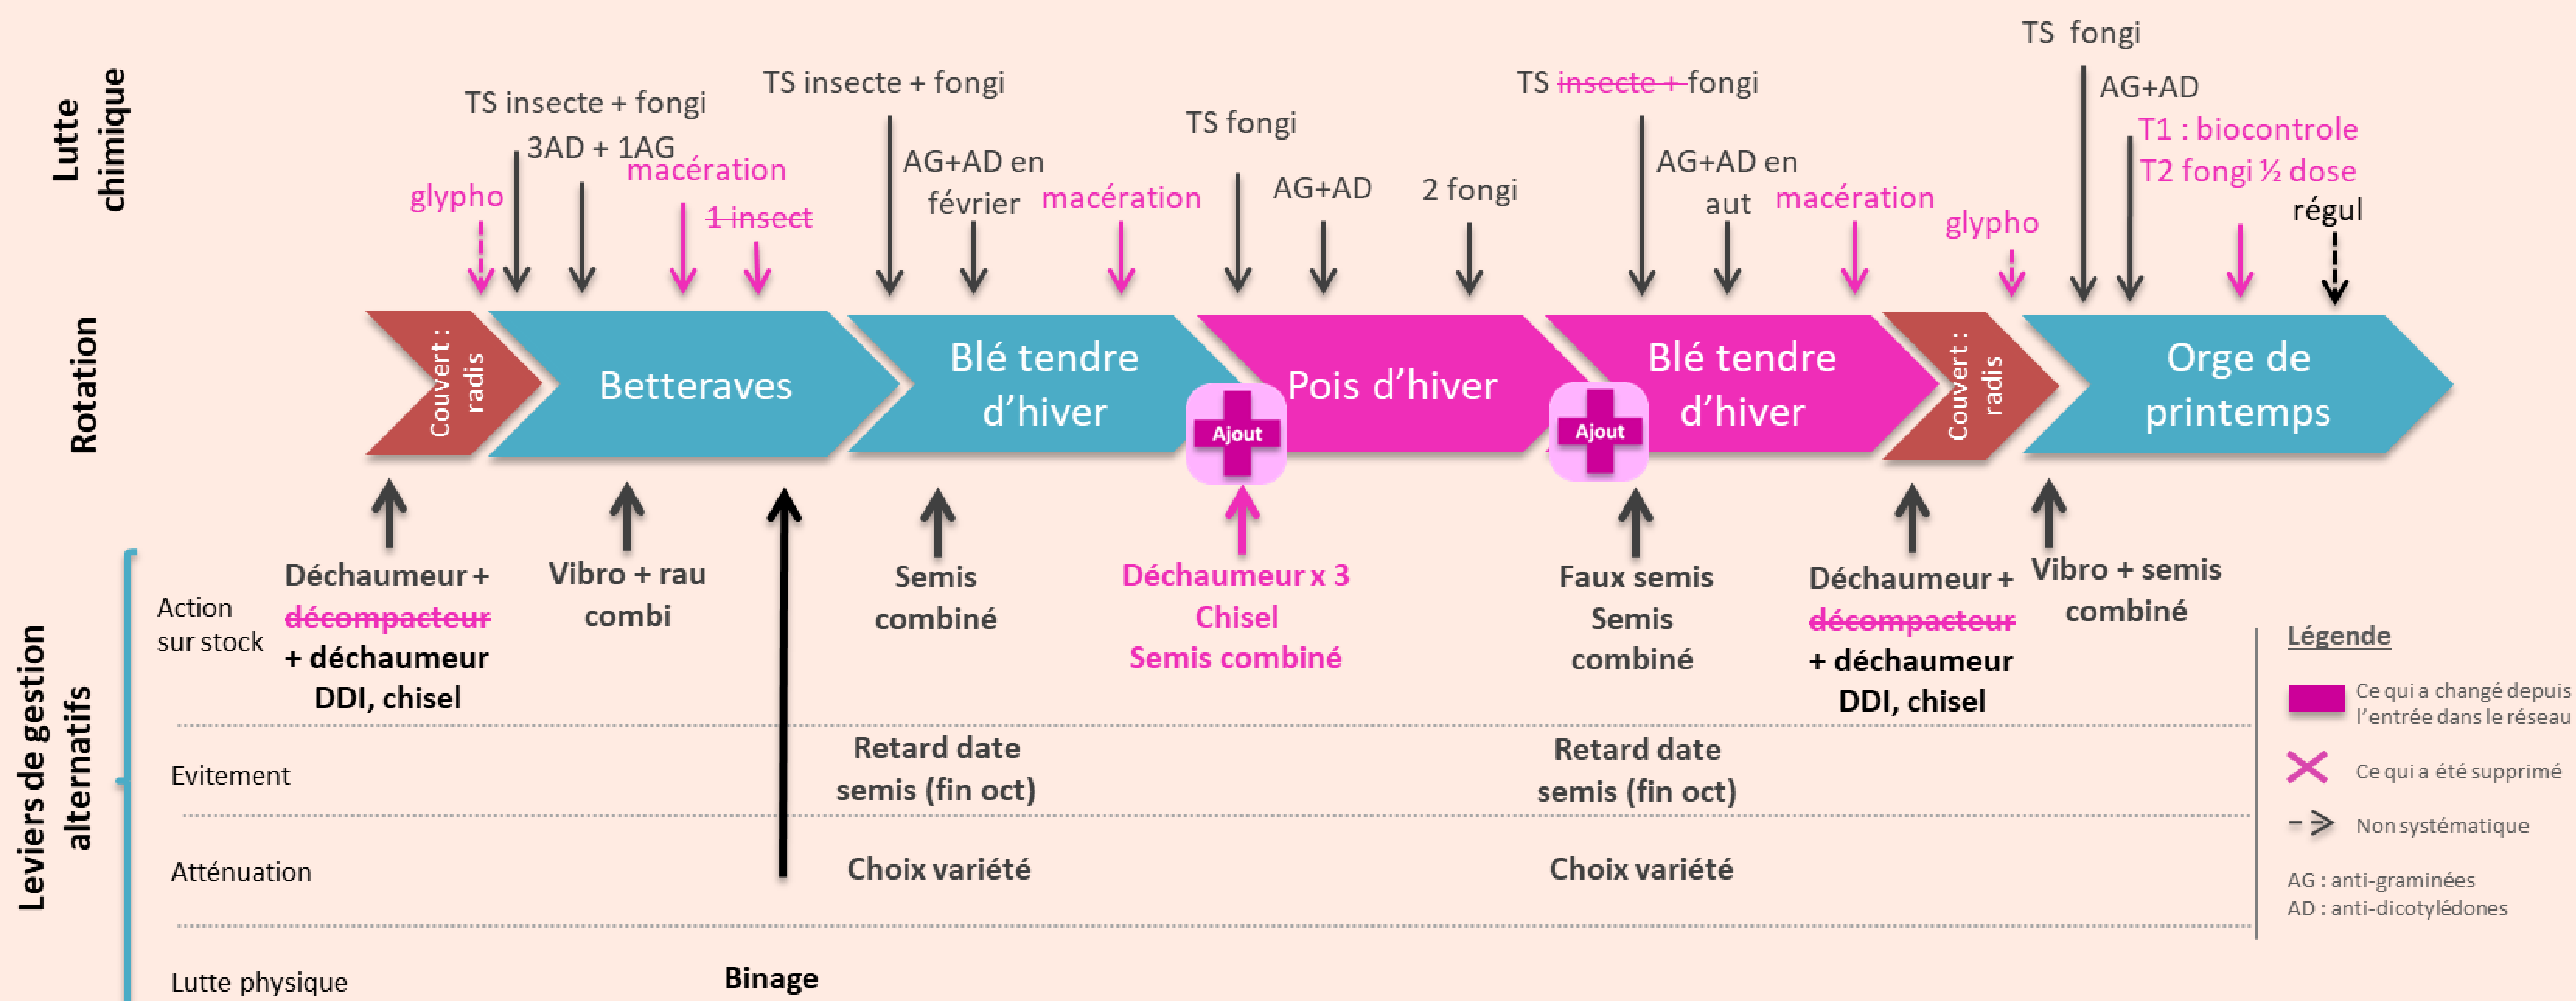 Lutte
chimique
TS insecte + fongi
3AD + 1AG
glypho
macération
1 insect
TS insecte + fongi
AG+AD en
février
macération
TS fongi
AG+AD
2 fongi
TS insecte + fongi
AG+AD en
aut
macération
glypho
TS fongi
AG+AD
T1 : biocontrole
T2 fongi ½ dose
régul
Rotation
Couvert :
radis
Betteraves
Blé tendre
d’hiver
Ajout
Pois d’hiver
Ajout
Blé tendre
d’hiver
Couvert :
radis
Orge de
printemps
Leviers de gestion
alternatifs
Action
sur stock
Déchaumeur +
décompacteur
+ déchaumeur
DDI, chisel
Vibro + rau
combi
Semis
combiné
Déchaumeur x 3
Chisel
Semis combiné
Faux semis
Semis
combiné
Déchaumeur +
décompacteur
+ déchaumeur
DDI, chisel
Vibro + semis
combiné
Evitement
Retard date
semis (fin oct)
Retard date
semis (fin oct)
Atténuation
Choix variété
Choix variété
Lutte physique
Binage
Légende
Ce qui a changé depuis
l’entrée dans le réseau
Ce qui a été supprimé
Non systématique
AG : anti-graminées
AD : anti-dicotylédones